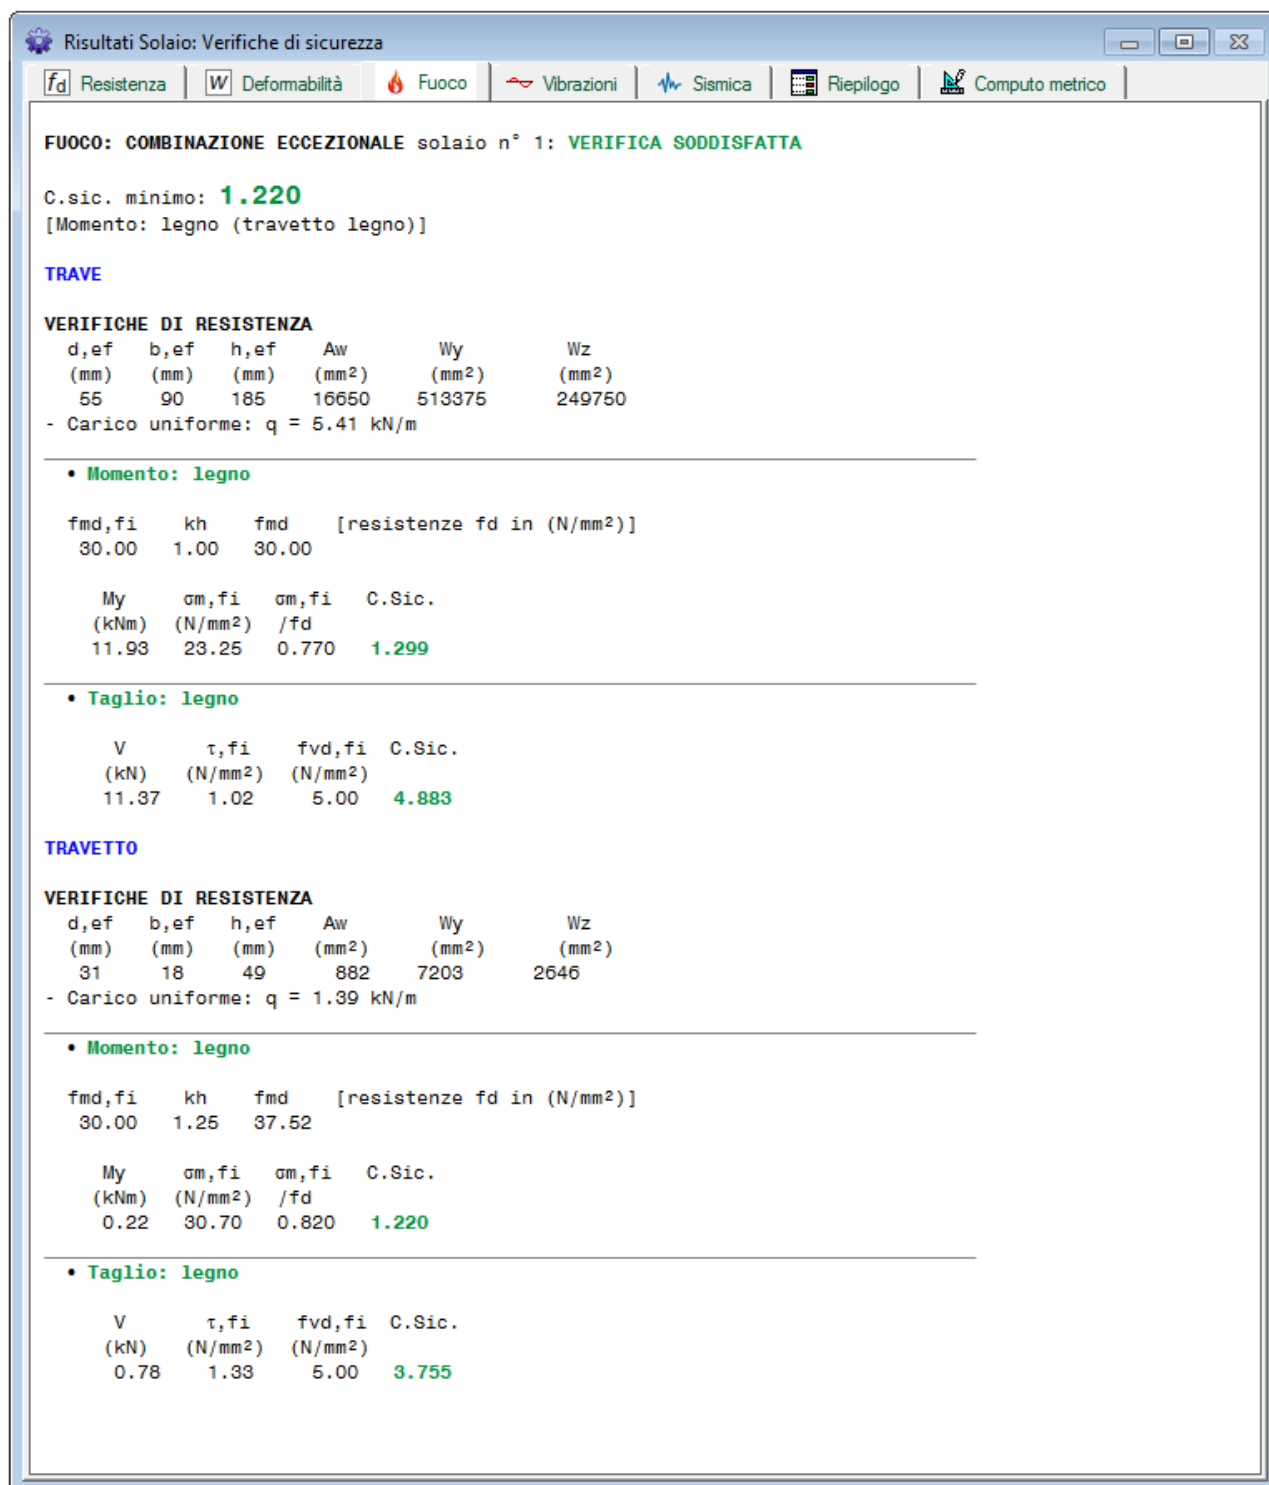 Risultati Solaio: Verifiche di sicurezza
fd Resistenza W Deformabilità Fuoco Vibrazioni Sismica Riepilogo Computo metrico
FUOCO: COMBINAZIONE ECCEZIONALE solaio n° 1: VERIFICA SODDISFATTA
C.sic. minimo: 1.220
[Momento: legno (travetto legno)]
TRAVE
VERIFICHE DI RESISTENZA
d,ef b,ef h,ef Aw Wy Wz
(mm) (mm) (mm) (mm²) (mm²) (mm²)
55 90 185 16650 513375 249750
- Carico uniforme: q = 5.41 kN/m
• Momento: legno
fmd,fi kh fmd [resistenze fd in (N/mm²)]
30.00 1.00 30.00
My σm,fi σm,fi C.Sic.
(kNm) (N/mm²) /fd
11.93 23.25 0.770 1.299
• Taglio: legno
V τ,fi fvd,fi C.Sic.
(kN) (N/mm²) (N/mm²)
11.37 1.02 5.00 4.883
TRAVETTO
VERIFICHE DI RESISTENZA
d,ef b,ef h,ef Aw Wy Wz
(mm) (mm) (mm) (mm²) (mm²) (mm²)
31 18 49 882 7203 2646
- Carico uniforme: q = 1.39 kN/m
• Momento: legno
fmd,fi kh fmd [resistenze fd in (N/mm²)]
30.00 1.25 37.52
My σm,fi σm,fi C.Sic.
(kNm) (N/mm²) /fd
0.22 30.70 0.820 1.220
• Taglio: legno
V τ,fi fvd,fi C.Sic.
(kN) (N/mm²) (N/mm²)
0.78 1.33 5.00 3.755